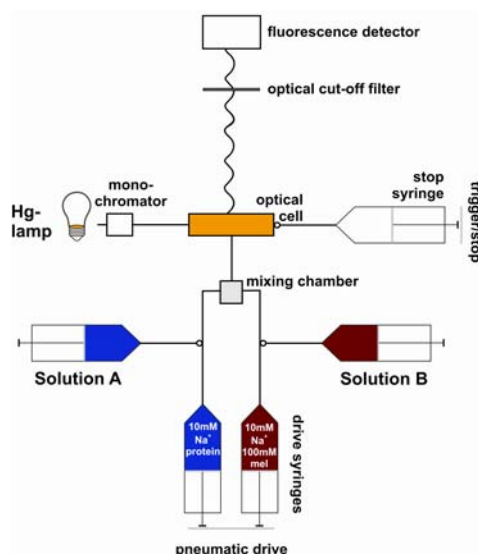 fluorescence detector
optical cut-off filter
mono-
chromator
optical
cell
stop
syringe
trigger/stop
Hg-
lamp
mixing chamber
Solution A
Solution B
10mM
Na⁺
protein
10mM
Na⁺
100mM
mel
drive syringes
pneumatic drive